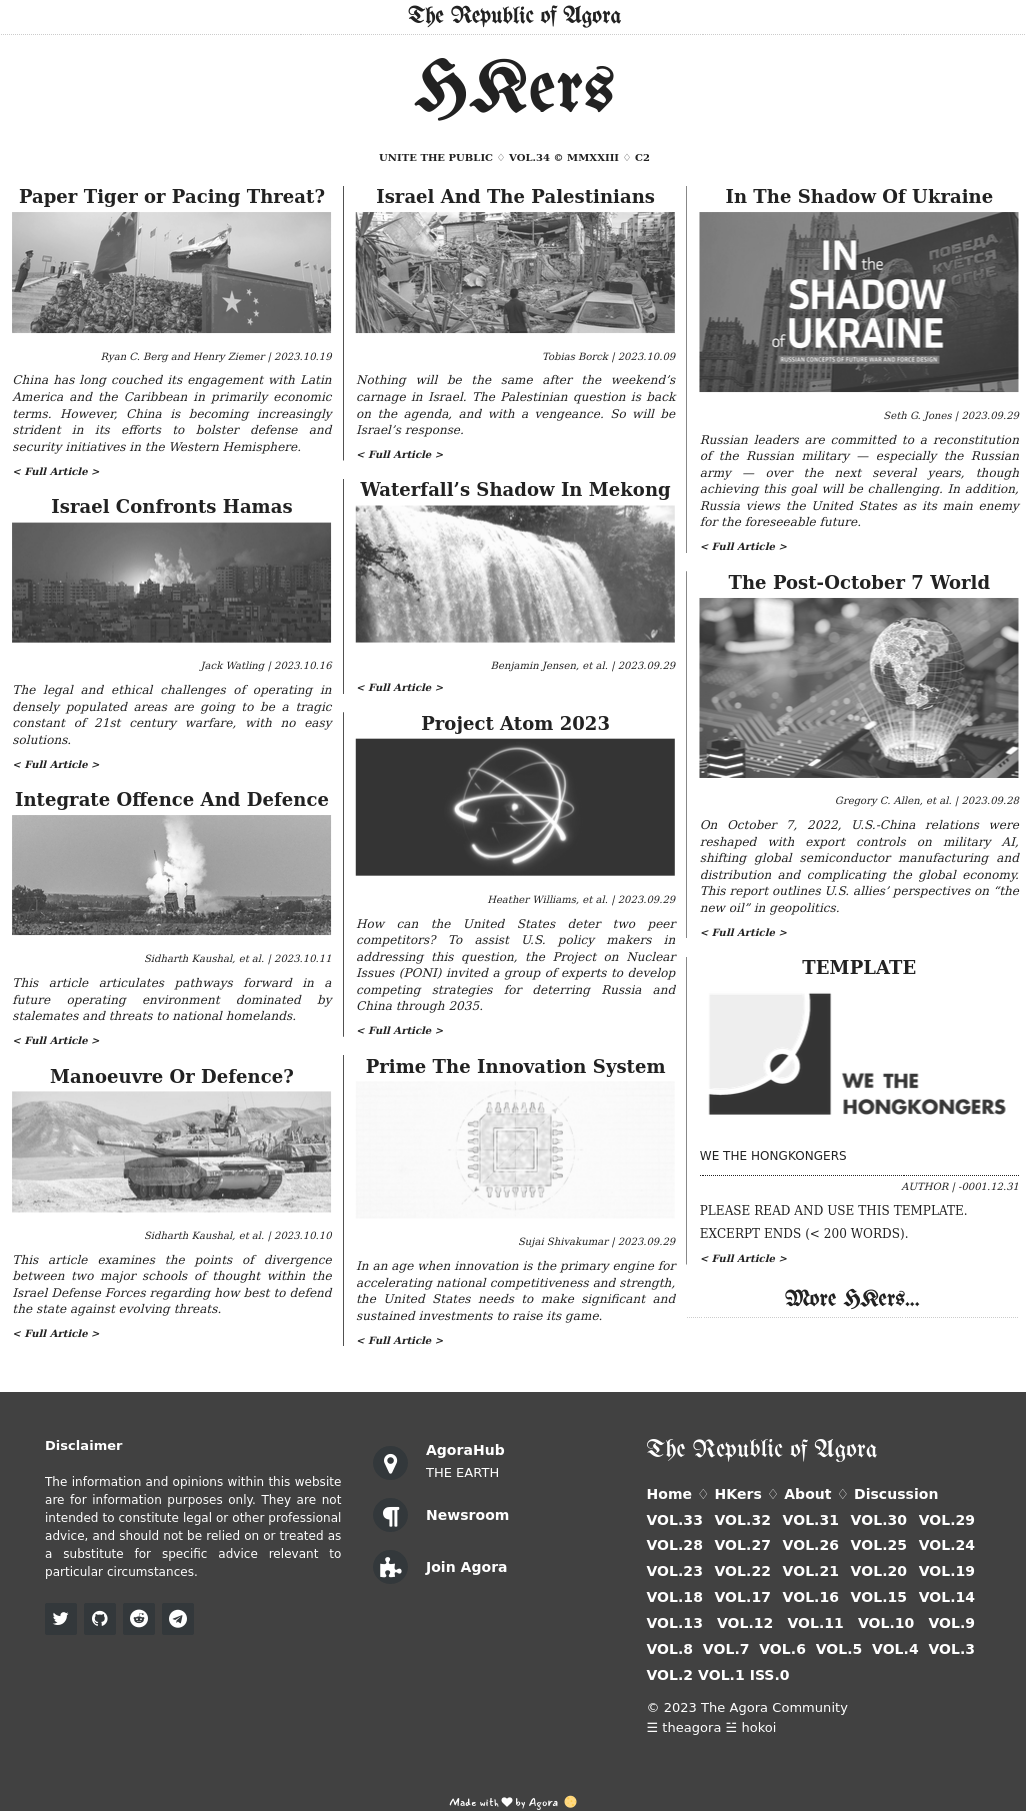 The Republic of Agora
HKers
UNITE THE PUBLIC ♢ VOL.34 © MMXXIII ♢ C2
Paper Tiger or Pacing Threat?
Ryan C. Berg and Henry Ziemer | 2023.10.19
China has long couched its engagement with Latin
America and the Caribbean in primarily economic
terms. However, China is becoming increasingly
strident in its efforts to bolster defense and
security initiatives in the Western Hemisphere.
< Full Article >
Israel Confronts Hamas
Jack Watling | 2023.10.16
The legal and ethical challenges of operating in
densely populated areas are going to be a tragic
constant of 21st century warfare, with no easy
solutions.
< Full Article >
Integrate Offence And Defence
Sidharth Kaushal, et al. | 2023.10.11
This article articulates pathways forward in a
future operating environment dominated by
stalemates and threats to national homelands.
< Full Article >
Manoeuvre Or Defence?
Sidharth Kaushal, et al. | 2023.10.10
This article examines the points of divergence
between two major schools of thought within the
Israel Defense Forces regarding how best to defend
the state against evolving threats.
< Full Article >
Israel And The Palestinians
Tobias Borck | 2023.10.09
Nothing will be the same after the weekend’s
carnage in Israel. The Palestinian question is back
on the agenda, and with a vengeance. So will be
Israel’s response.
< Full Article >
Waterfall’s Shadow In Mekong
Benjamin Jensen, et al. | 2023.09.29
< Full Article >
Project Atom 2023
Heather Williams, et al. | 2023.09.29
How can the United States deter two peer
competitors? To assist U.S. policy makers in
addressing this question, the Project on Nuclear
Issues (PONI) invited a group of experts to develop
competing strategies for deterring Russia and
China through 2035.
< Full Article >
Prime The Innovation System
Sujai Shivakumar | 2023.09.29
In an age when innovation is the primary engine for
accelerating national competitiveness and strength,
the United States needs to make significant and
sustained investments to raise its game.
< Full Article >
In The Shadow Of Ukraine
ПОБЕДА
КУЁТСЯ
ОГНЕ
IN the
SHADOW
of UKRAINE
RUSSIAN CONCEPTS OF FUTURE WAR AND FORCE DESIGN
Seth G. Jones | 2023.09.29
Russian leaders are committed to a reconstitution
of the Russian military — especially the Russian
army — over the next several years, though
achieving this goal will be challenging. In addition,
Russia views the United States as its main enemy
for the foreseeable future.
< Full Article >
The Post-October 7 World
Gregory C. Allen, et al. | 2023.09.28
On October 7, 2022, U.S.-China relations were
reshaped with export controls on military AI,
shifting global semiconductor manufacturing and
distribution and complicating the global economy.
This report outlines U.S. allies’ perspectives on “the
new oil” in geopolitics.
< Full Article >
TEMPLATE
WE THE
HONGKONGERS
WE THE HONGKONGERS
AUTHOR | -0001.12.31
PLEASE READ AND USE THIS TEMPLATE.
EXCERPT ENDS (< 200 WORDS).
< Full Article >
More HKers...
Disclaimer
The information and opinions within this website
are for information purposes only. They are not
intended to constitute legal or other professional
advice, and should not be relied on or treated as
a substitute for specific advice relevant to
particular circumstances.
AgoraHub
THE EARTH
Newsroom
Join Agora
The Republic of Agora
Home ♢ HKers ♢ About ♢ Discussion
VOL.33 VOL.32 VOL.31 VOL.30 VOL.29
VOL.28 VOL.27 VOL.26 VOL.25 VOL.24
VOL.23 VOL.22 VOL.21 VOL.20 VOL.19
VOL.18 VOL.17 VOL.16 VOL.15 VOL.14
VOL.13 VOL.12 VOL.11 VOL.10 VOL.9
VOL.8 VOL.7 VOL.6 VOL.5 VOL.4 VOL.3
VOL.2 VOL.1 ISS.0
© 2023 The Agora Community
☰ theagora ☱ hokoi
Made with ♥ by Agora